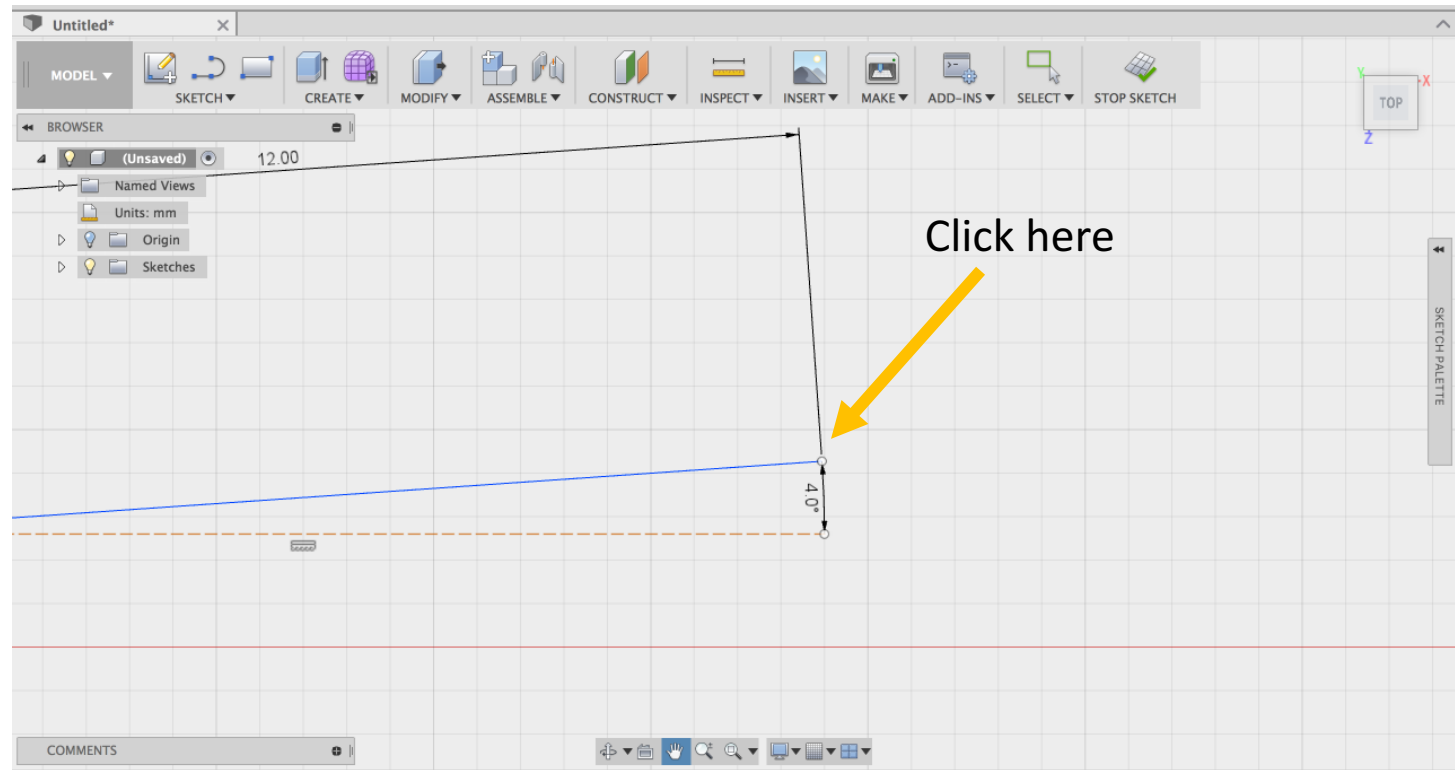 Untitled*
MODEL
SKETCH
CREATE
MODIFY
ASSEMBLE
CONSTRUCT
INSPECT
INSERT
MAKE
ADD-INS
SELECT
STOP SKETCH
Y
X
TOP
Z
BROWSER
(Unsaved)
12.00
Named Views
Units: mm
Origin
Sketches
Click here
SKETCH PALETTE
4.0°
COMMENTS